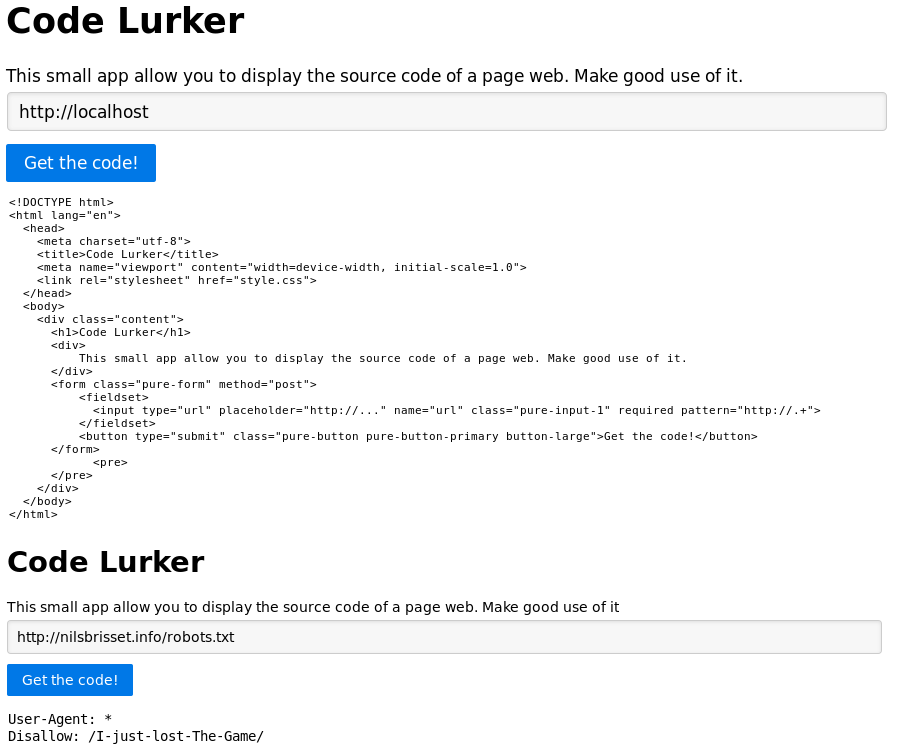 Code Lurker
This small app allow you to display the source code of a page web. Make good use of it.
http://localhost
Get the code!
<!DOCTYPE html>
<html lang="en">
  <head>
    <meta charset="utf-8">
    <title>Code Lurker</title>
    <meta name="viewport" content="width=device-width, initial-scale=1.0">
    <link rel="stylesheet" href="style.css">
  </head>
  <body>
    <div class="content">
      <h1>Code Lurker</h1>
      <div>
          This small app allow you to display the source code of a page web. Make good use of it.
      </div>
      <form class="pure-form" method="post">
          <fieldset>
            <input type="url" placeholder="http://..." name="url" class="pure-input-1" required pattern="http://.+">
          </fieldset>
          <button type="submit" class="pure-button pure-button-primary button-large">Get the code!</button>
      </form>
            <pre>
      </pre>
    </div>
  </body>
</html>
Code Lurker
This small app allow you to display the source code of a page web. Make good use of it
http://nilsbrisset.info/robots.txt
Get the code!
User-Agent: *
Disallow: /I-just-lost-The-Game/